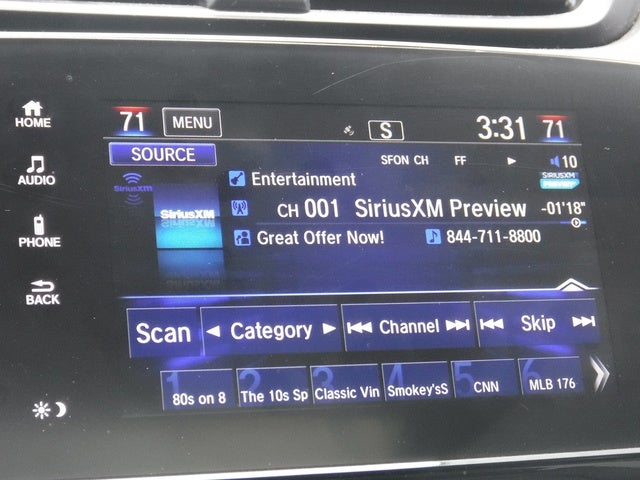 HOME
AUDIO
PHONE
BACK
71 MENU S 3:31 71
SOURCE SFON CH FF 10
SiriusXM Entertainment SIRIUSXM PREVIEW
SiriusXM CH 001 SiriusXM Preview -01'18"
Great Offer Now! 844-711-8800
Scan Category Channel Skip
1 80s on 8
2 The 10s Sp
3 Classic Vin
4 Smokey'sS
5 CNN
6 MLB 176